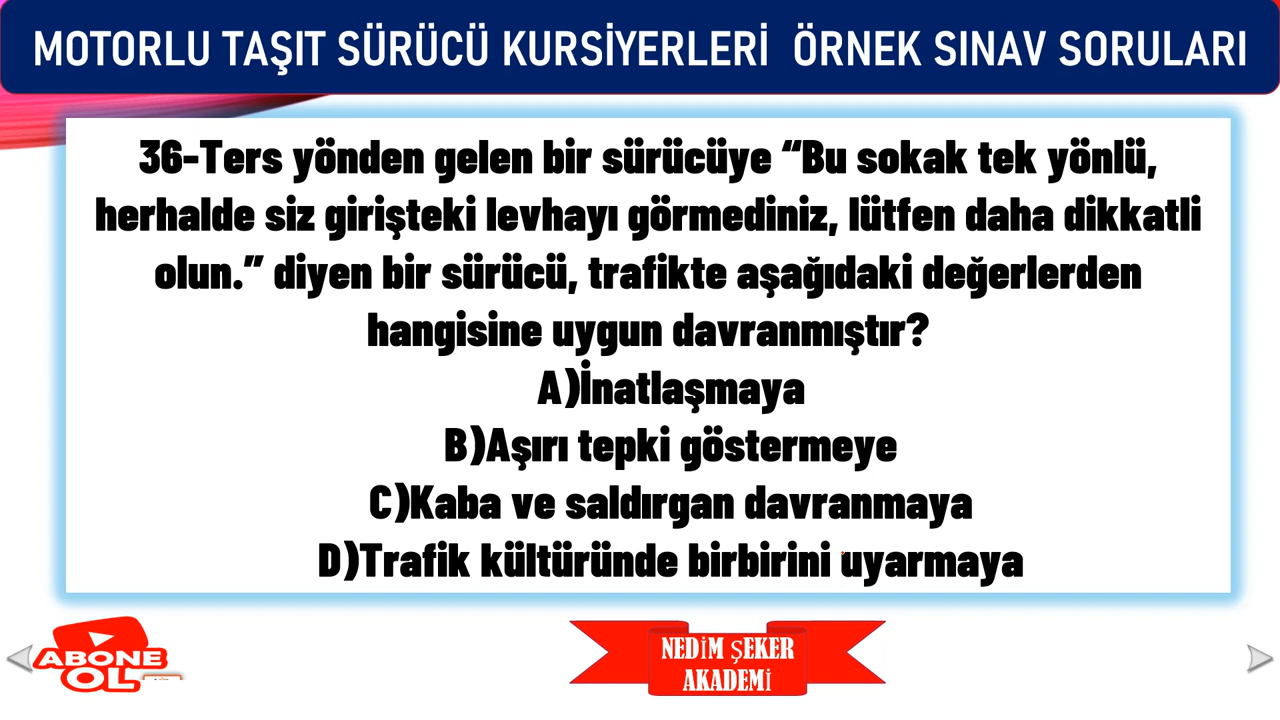 MOTORLU TAŞIT SÜRÜCÜ KURSİYERLERİ ÖRNEK SINAV SORULARI
36-Ters yönden gelen bir sürücüye “Bu sokak tek yönlü,
herhalde siz girişteki levhayı görmediniz, lütfen daha dikkatli
olun.” diyen bir sürücü, trafikte aşağıdaki değerlerden
hangisine uygun davranmıştır?
A)İnatlaşmaya
B)Aşırı tepki göstermeye
C)Kaba ve saldırgan davranmaya
D)Trafik kültüründe birbirini uyarmaya
ABONE
OL
NEDİM ŞEKER
AKADEMİ